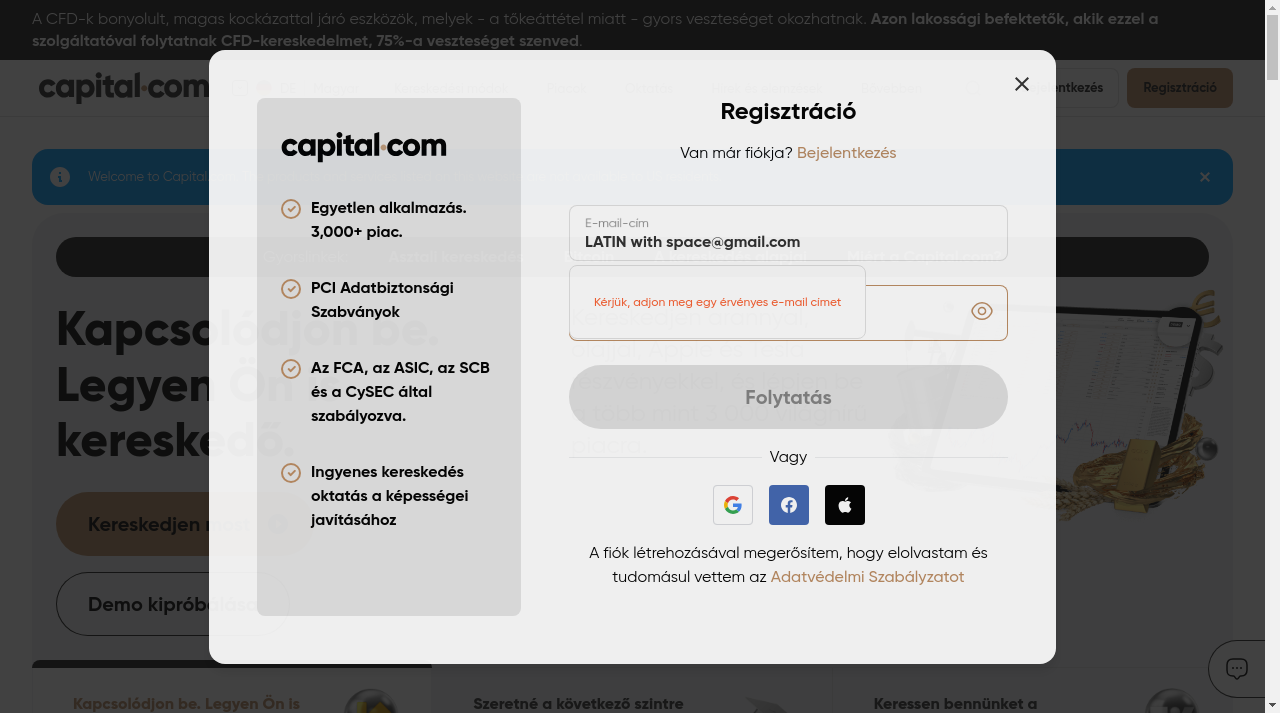 A CFD-k bonyolult, magas kockázattal járó eszközök, melyek - a tőkeáttétel miatt - gyors veszteséget okozhatnak. Azon lakossági befektetők, akik ezzel a
szolgáltatóval folytatnak CFD-kereskedelmet, 75%-a veszteséget szenved.
capital.com
Regisztráció
Welcome to Capital
Regisztráció
Van már fiókja? Bejelentkezés
capital.com
Egyetlen alkalmazás.
3,000+ piac.
PCI Adatbiztonsági
Szabványok
Az FCA, az ASIC, az SCB
és a CySEC által
szabályozva.
Ingyenes kereskedés
oktatás a képességei
javításához
E-mail-cím
LATIN with space@gmail.com
Kérjük, adjon meg egy érvényes e-mail címet
Folytatás
Vagy
A fiók létrehozásával megerősítem, hogy elolvastam és
tudomásul vettem az Adatvédelmi Szabályzatot
Kapcsolódjon be.
Legyen Ön
kereskedő.
Kereskedjen
Demo kipróbálása
Kapcsolódjon be. Legyen Ön is
Szeretné a következő szintre
Keressen bennünket a